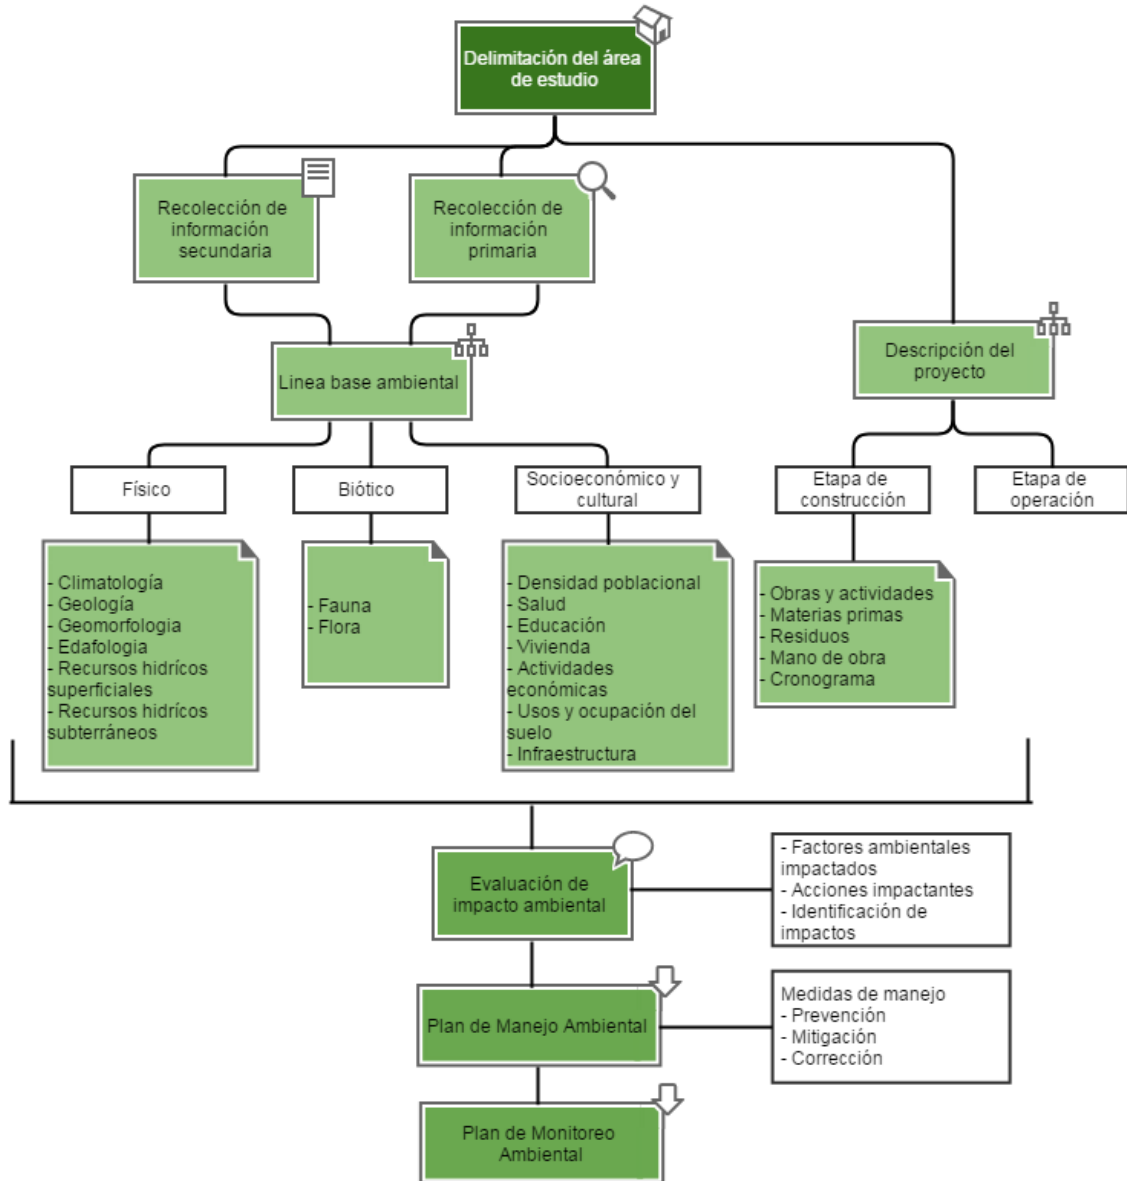 Delimitación del área
de estudio
Recolección de
información
secundaria
Recolección de
información
primaria
Linea base ambiental
Descripción del
proyecto
Físico
Biótico
Socioeconómico y
cultural
Etapa de
construcción
Etapa de
operación
- Climatología
- Geología
- Geomorfologia
- Edafologia
- Recursos hidrícos
superficiales
- Recursos hidrícos
subterráneos
- Fauna
- Flora
- Densidad poblacional
- Salud
- Educación
- Vivienda
- Actividades
económicas
- Usos y ocupación del
suelo
- Infraestructura
- Obras y actividades
- Materias primas
- Residuos
- Mano de obra
- Cronograma
Evaluación de
impacto ambiental
- Factores ambientales
impactados
- Acciones impactantes
- Identificación de
impactos
Plan de Manejo Ambiental
Medidas de manejo
- Prevención
- Mitigación
- Corrección
Plan de Monitoreo
Ambiental